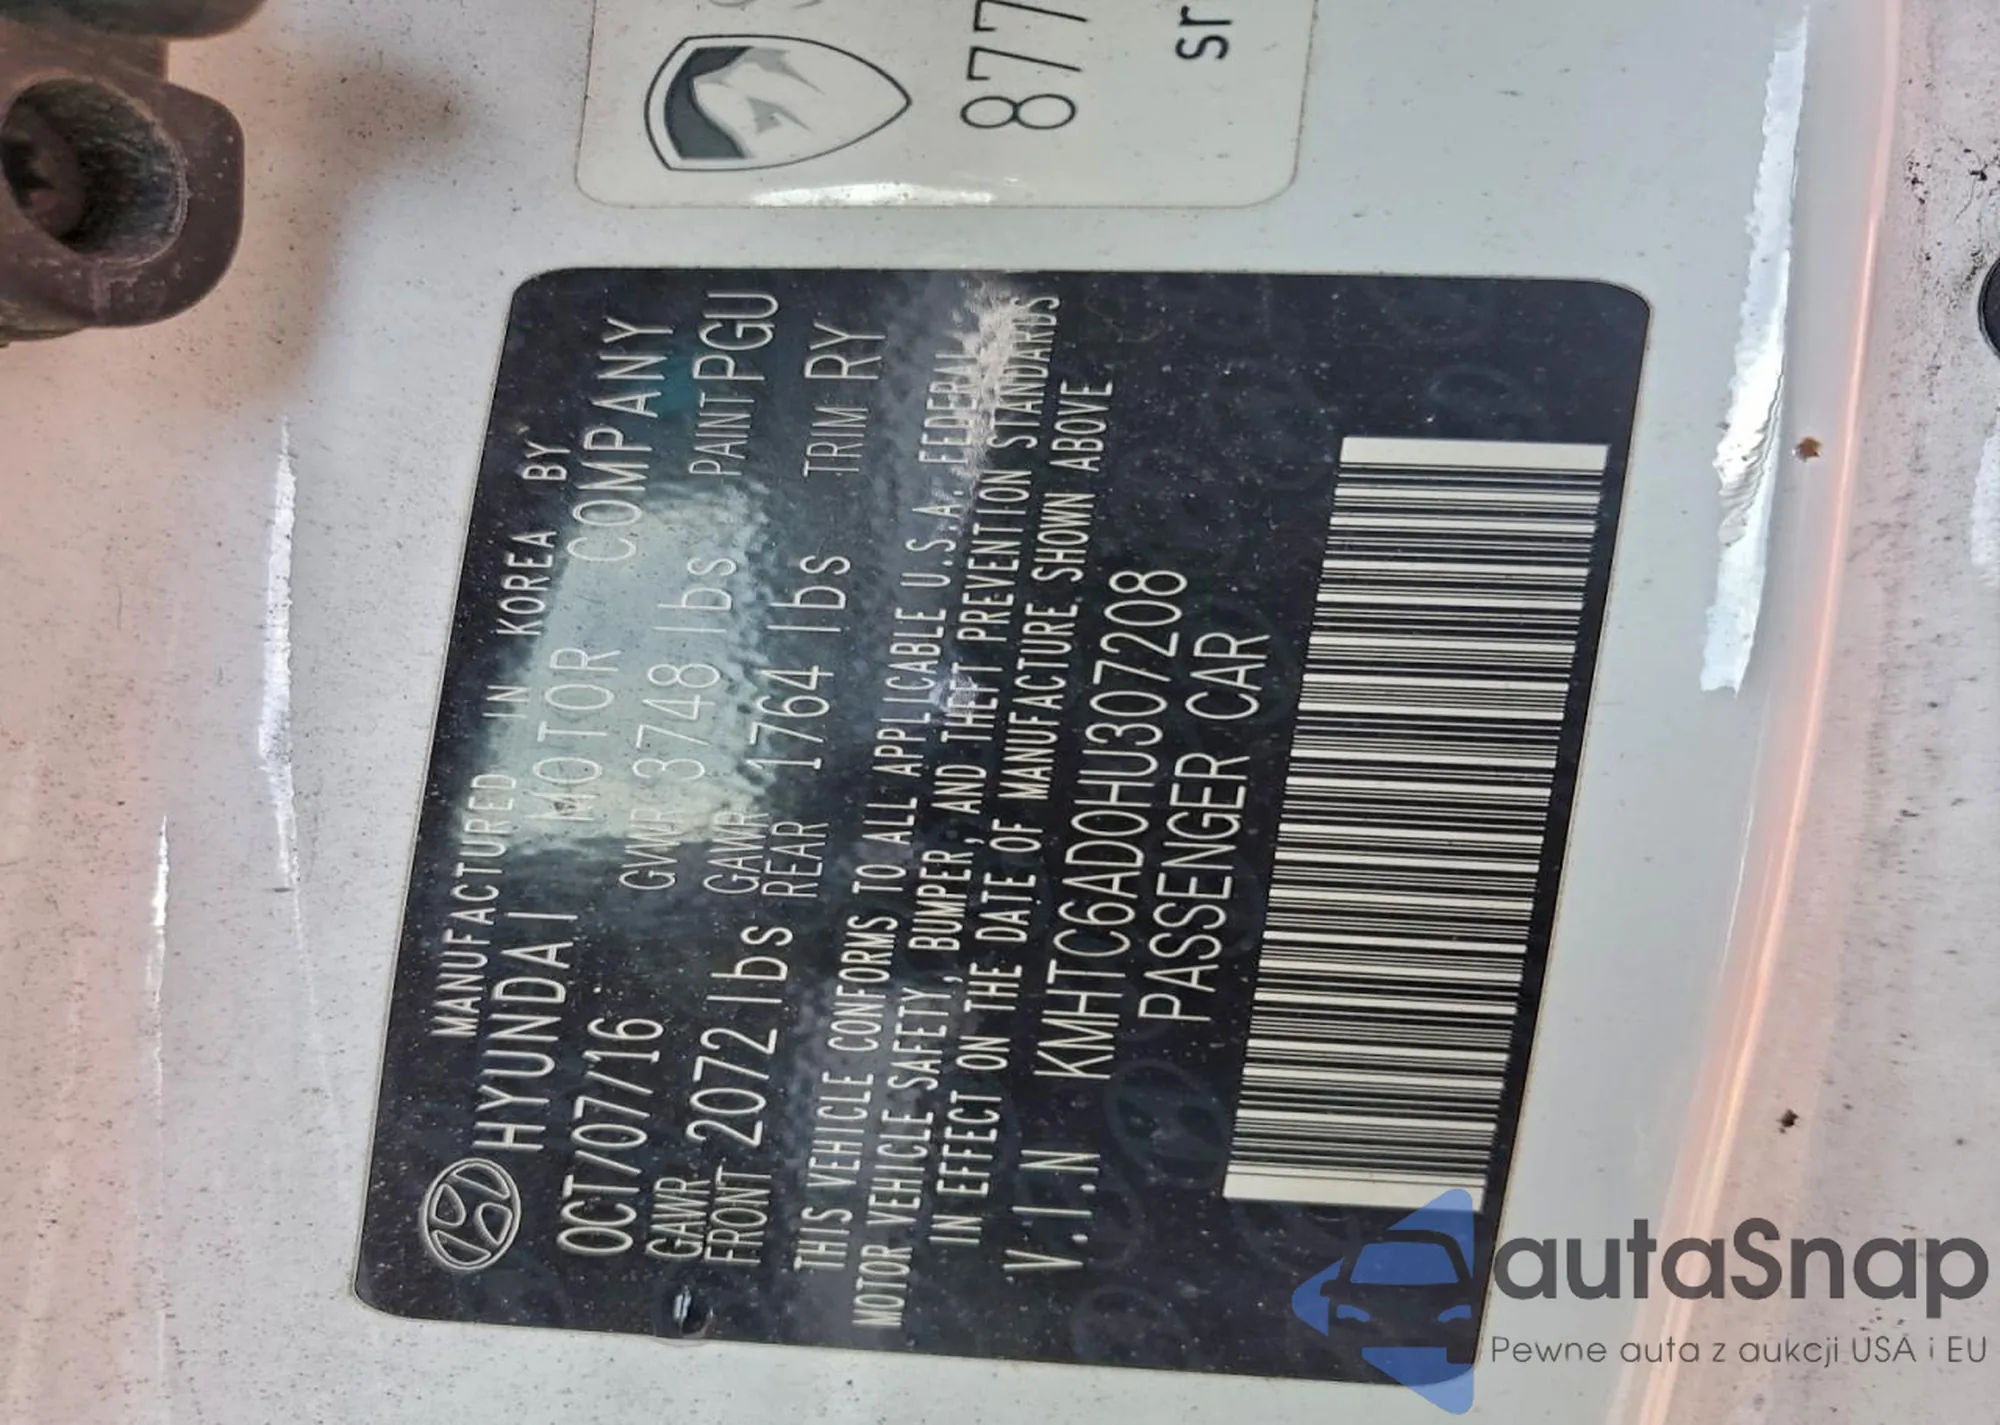 877
sr
MANUFACTURED IN KOREA BY
HYUNDAI MOTOR COMPANY
OCT/07/16 GVWR 3748 lbs PAINT PGU
GAWR FRONT 2072 lbs GAWR REAR 1764 lbs TRIM RY
THIS VEHICLE CONFORMS TO ALL APPLICABLE U.S.A. FEDERAL
MOTOR VEHICLE SAFETY, BUMPER, AND THEFT PREVENTION STANDARDS
IN EFFECT ON THE DATE OF MANUFACTURE SHOWN ABOVE
V.I.N KMHTC6AD0HU307208
PASSENGER CAR
autaSnap
Pewne auta z aukcji USA i EU